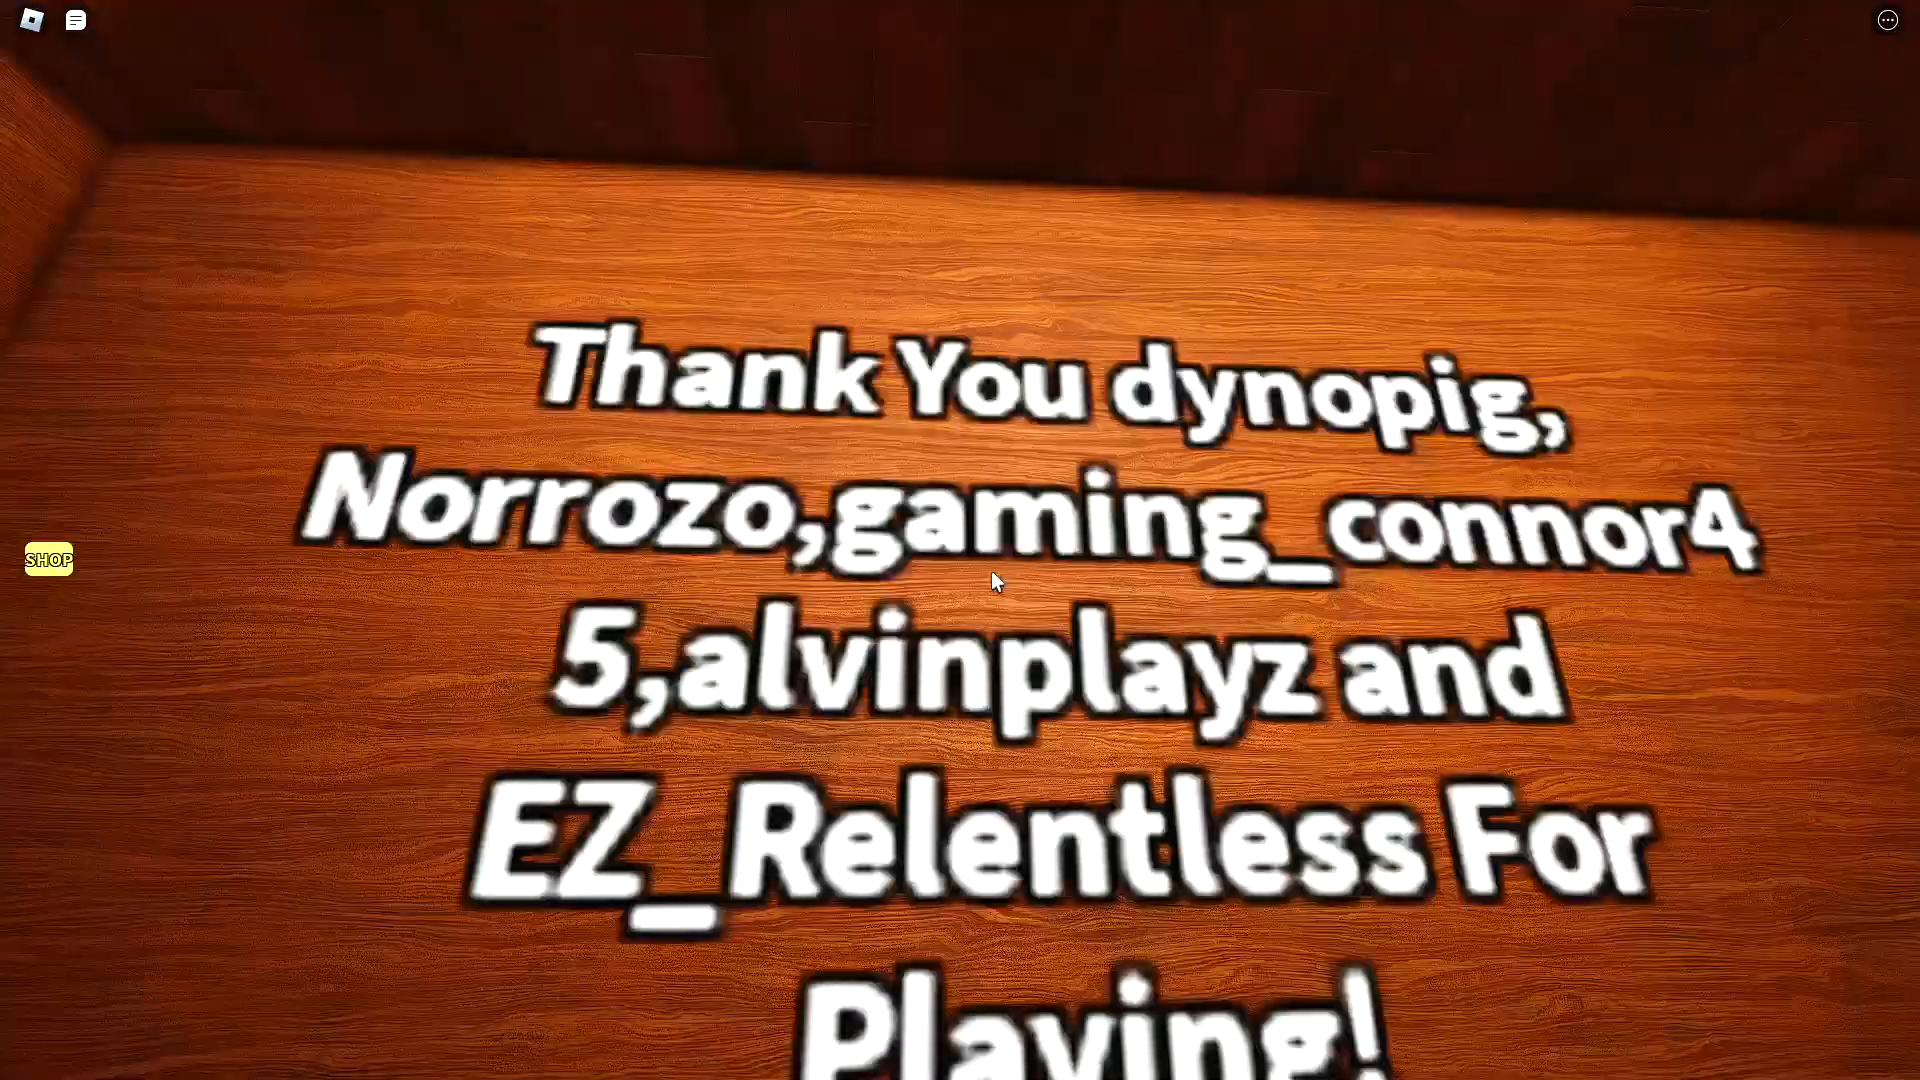 Thank You dynopig,
Norrozo,gaming_connor4
5,alvinplayz and
EZ_Relentless For
Playing!
SHOP